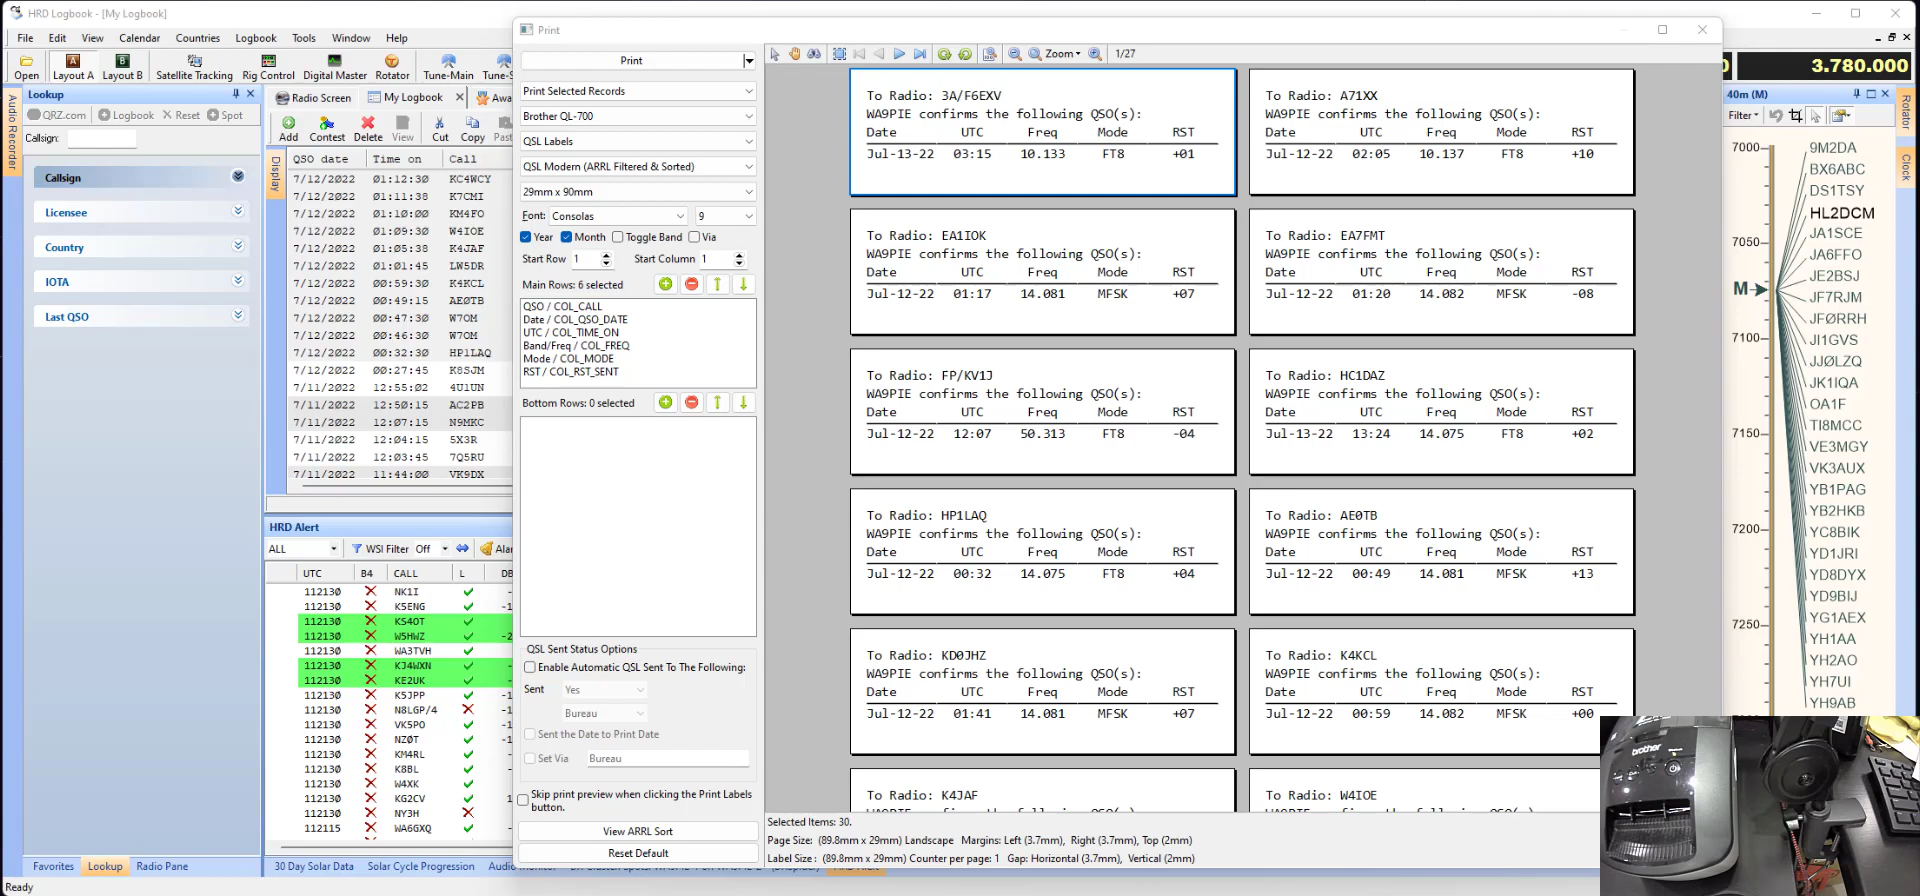 HRD Logbook - [My Logbook]
File Edit View Calendar Countries Logbook Tools Window Help
Open Layout A Layout B Satellite Tracking Rig Control Digital Master Rotator Tune-Main Tune-S
3.780.000
Audio Recorder
Lookup
QRZ.com Logbook Reset Spot
Callsign:
Callsign
Licensee
Country
IOTA
Last QSO
Favorites Lookup Radio Pane
Ready
Radio Screen My Logbook Awa
Add Contest Delete View Cut Copy Past
Display
QSO date Time on Call
7/12/2022 01:12:30 KC4WCY
7/12/2022 01:11:38 K7CMI
7/12/2022 01:10:00 KM4FO
7/12/2022 01:09:30 W4IOE
7/12/2022 01:05:38 K4JAF
7/12/2022 01:01:45 LW5DR
7/12/2022 00:59:30 K4KCL
7/12/2022 00:49:15 AE0TB
7/12/2022 00:47:30 W7OM
7/12/2022 00:46:30 W7OM
7/12/2022 00:32:30 HP1LAQ
7/12/2022 00:27:45 K8SJM
7/11/2022 12:55:02 4U1UN
7/11/2022 12:50:15 AC2PB
7/11/2022 12:07:15 N9MKC
7/11/2022 12:04:15 5X3R
7/11/2022 12:03:45 7Q5RU
7/11/2022 11:44:00 VK9DX
HRD Alert
ALL WSI Filter Off Alar
UTC B4 CALL L DB
112130 NK1I
112130 K5ENG
112130 KS4OT
112130 W5HWZ -2
112130 WA3TVH
112130 KJ4WXN -
112130 KE2UK -
112130 K5JPP -1
112130 N8LGP/4
112130 VK5PO -1
112130 NZØT -1
112130 KM4RL
112130 K8BL -
112130 W4XK
112130 KG2CV 1
112130 NY3H
112115 WA6GXQ
30 Day Solar Data Solar Cycle Progression
Print
Print
Print Selected Records
Brother QL-700
QSL Labels
QSL Modern (ARRL Filtered & Sorted)
29mm x 90mm
Font: Consolas 9
Year Month Toggle Band Via
Start Row 1 Start Column 1
Main Rows: 6 selected
QSO / COL_CALL
Date / COL_QSO_DATE
UTC / COL_TIME_ON
Band/Freq / COL_FREQ
Mode / COL_MODE
RST / COL_RST_SENT
Bottom Rows: 0 selected
QSL Sent Status Options
Enable Automatic QSL Sent To The Following:
Sent Yes
Bureau
Sent the Date to Print Date
Set Via Bureau
Skip print preview when clicking the Print Labels
button.
View ARRL Sort
Reset Default
Zoom 1/27
To Radio: 3A/F6EXV
WA9PIE confirms the following QSO(s):
Date UTC Freq Mode RST
Jul-13-22 03:15 10.133 FT8 +01
To Radio: A71XX
WA9PIE confirms the following QSO(s):
Date UTC Freq Mode RST
Jul-12-22 02:05 10.137 FT8 +10
To Radio: EA1IOK
WA9PIE confirms the following QSO(s):
Date UTC Freq Mode RST
Jul-12-22 01:17 14.081 MFSK +07
To Radio: EA7FMT
WA9PIE confirms the following QSO(s):
Date UTC Freq Mode RST
Jul-12-22 01:20 14.082 MFSK -08
To Radio: FP/KV1J
WA9PIE confirms the following QSO(s):
Date UTC Freq Mode RST
Jul-12-22 12:07 50.313 FT8 -04
To Radio: HC1DAZ
WA9PIE confirms the following QSO(s):
Date UTC Freq Mode RST
Jul-13-22 13:24 14.075 FT8 +02
To Radio: HP1LAQ
WA9PIE confirms the following QSO(s):
Date UTC Freq Mode RST
Jul-12-22 00:32 14.075 FT8 +04
To Radio: AE0TB
WA9PIE confirms the following QSO(s):
Date UTC Freq Mode RST
Jul-12-22 00:49 14.081 MFSK +13
To Radio: KD0JHZ
WA9PIE confirms the following QSO(s):
Date UTC Freq Mode RST
Jul-12-22 01:41 14.081 MFSK +07
To Radio: K4KCL
WA9PIE confirms the following QSO(s):
Date UTC Freq Mode RST
Jul-12-22 00:59 14.082 MFSK +00
To Radio: K4JAF
To Radio: W4IOE
Selected Items: 30.
Page Size: (89.8mm x 29mm) Landscape Margins: Left (3.7mm), Right (3.7mm), Top (2mm)
Label Size : (89.8mm x 29mm) Counter per page: 1 Gap: Horizontal (3.7mm), Vertical (2mm)
40m (M)
Filter
7000
7050
M
7100
7150
7200
7250
9M2DA
BX6ABC
DS1TSY
HL2DCM
JA1SCE
JA6FFO
JE2BSJ
JF7RJM
JFØRRH
JI1GVS
JJØLZQ
JK1IQA
OA1F
TI8MCC
VE3MGY
VK3AUX
YB1PAG
YB2HKB
YC8BIK
YD1JRI
YD8DYX
YD9BIJ
YG1AEX
YH1AA
YH2AO
YH7UI
YH9AB
Rotator
Clock
brother